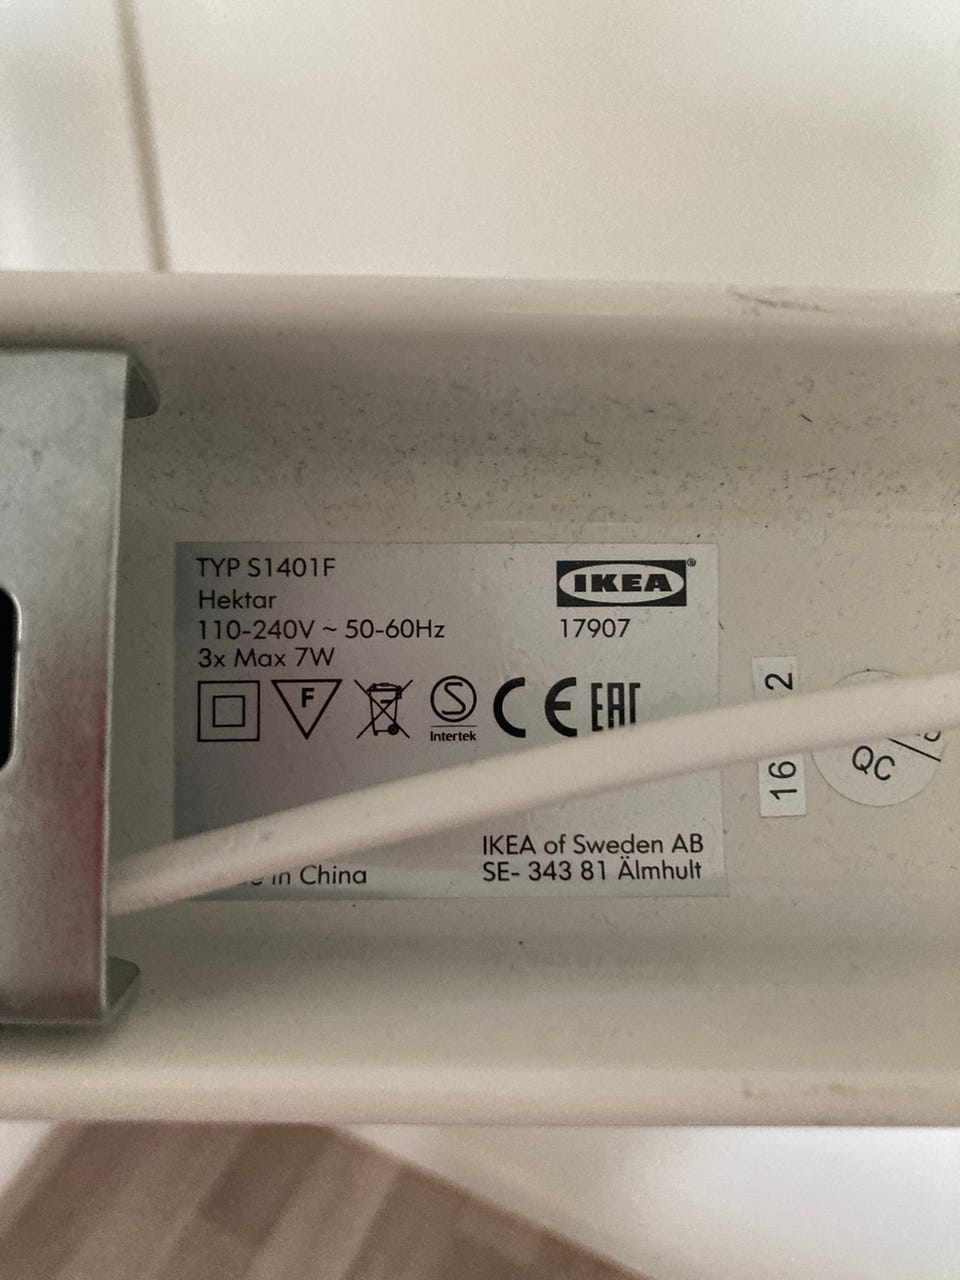 TYP S1401F
Hektar
110-240V ~ 50-60Hz
3x Max 7W
IKEA®
17907
F
S
Intertek
CE
EAC
in China
IKEA of Sweden AB
SE- 343 81 Älmhult
16
2
QC